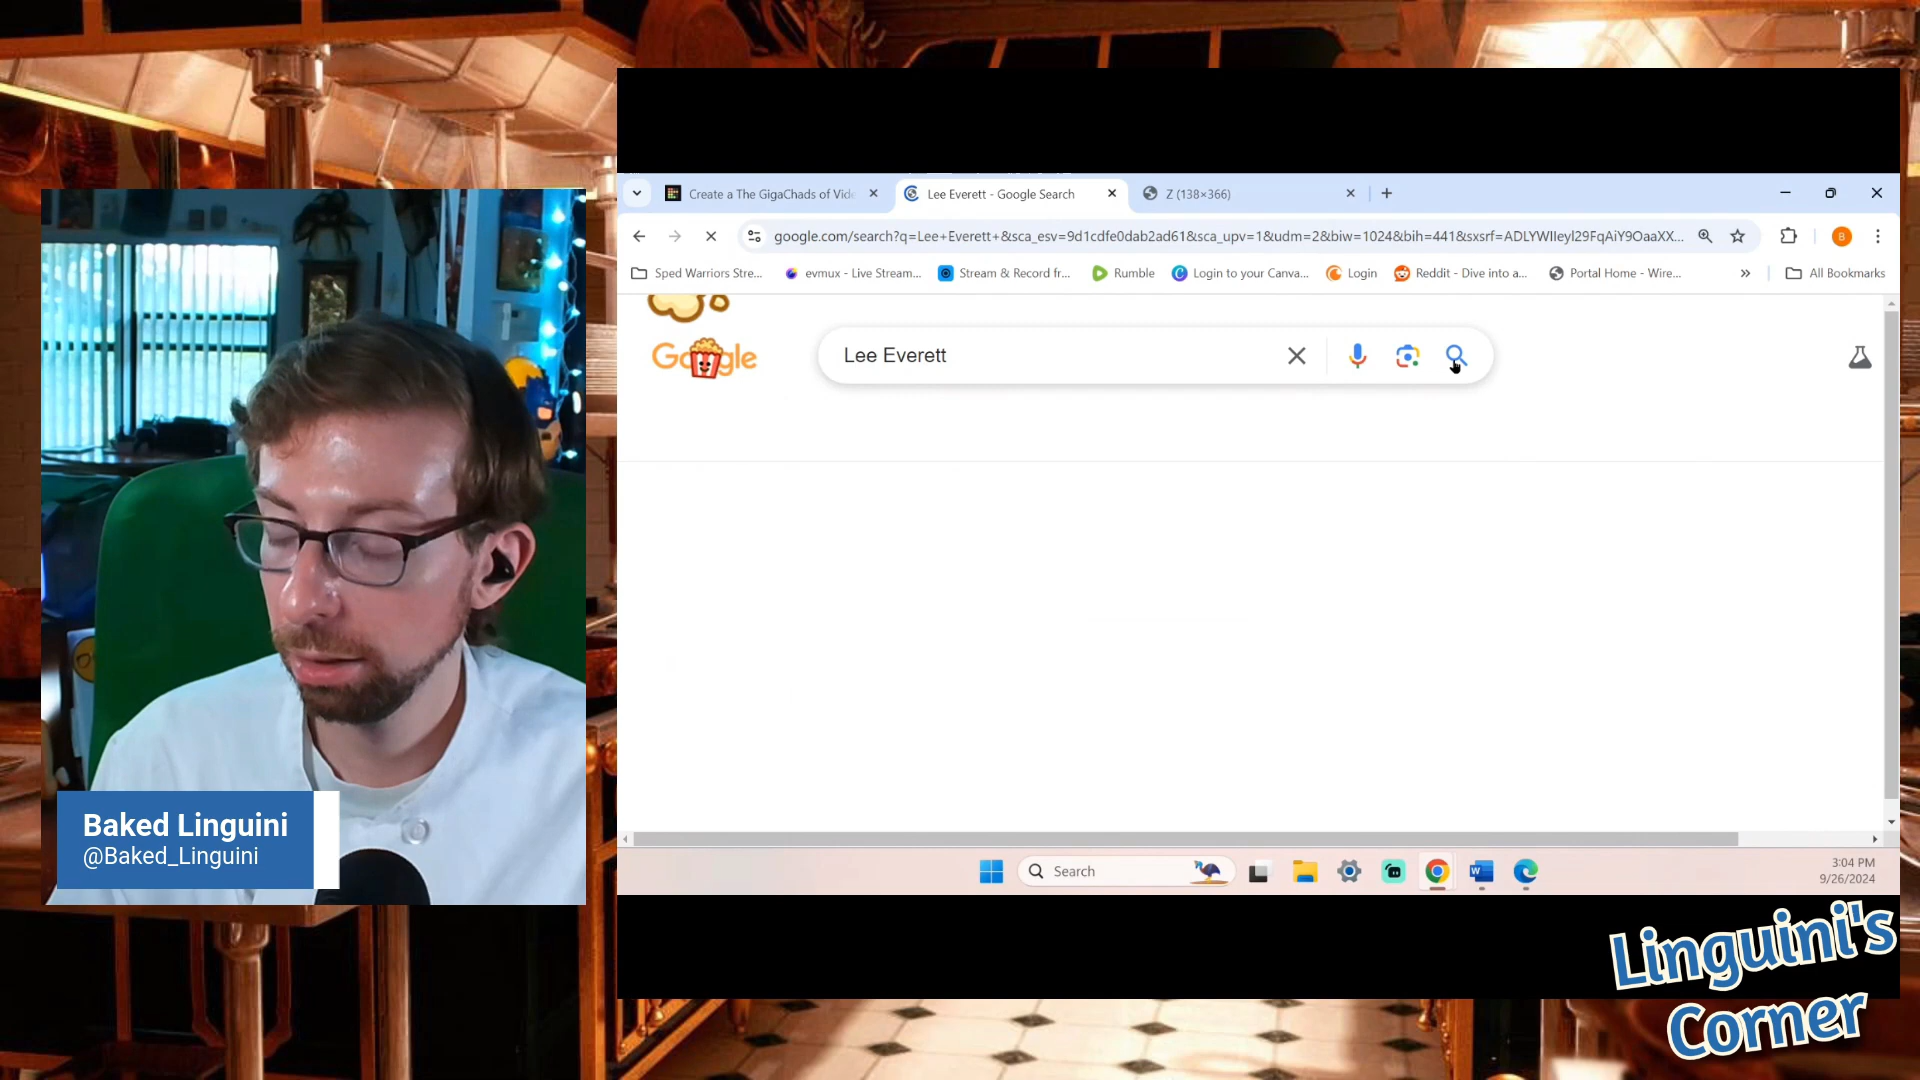 Create a The GigaChads of Vide
Lee Everett - Google Search
Z (138×366)
google.com/search?q=Lee+Everett+&sca_esv=9d1cdfe0dab2ad61&sca_upv=1&udm=2&biw=1024&bih=441&sxsrf=ADLYWIIeyl29FqAiY9OaaXX...
Sped Warriors Stre...
evmux - Live Stream...
Stream & Record fr...
Rumble
Login to your Canva...
Login
Reddit - Dive into a...
Portal Home - Wire...
»
All Bookmarks
Google
Lee Everett
Baked Linguini
@Baked_Linguini
Search
3:04 PM
9/26/2024
Linguini's
Corner